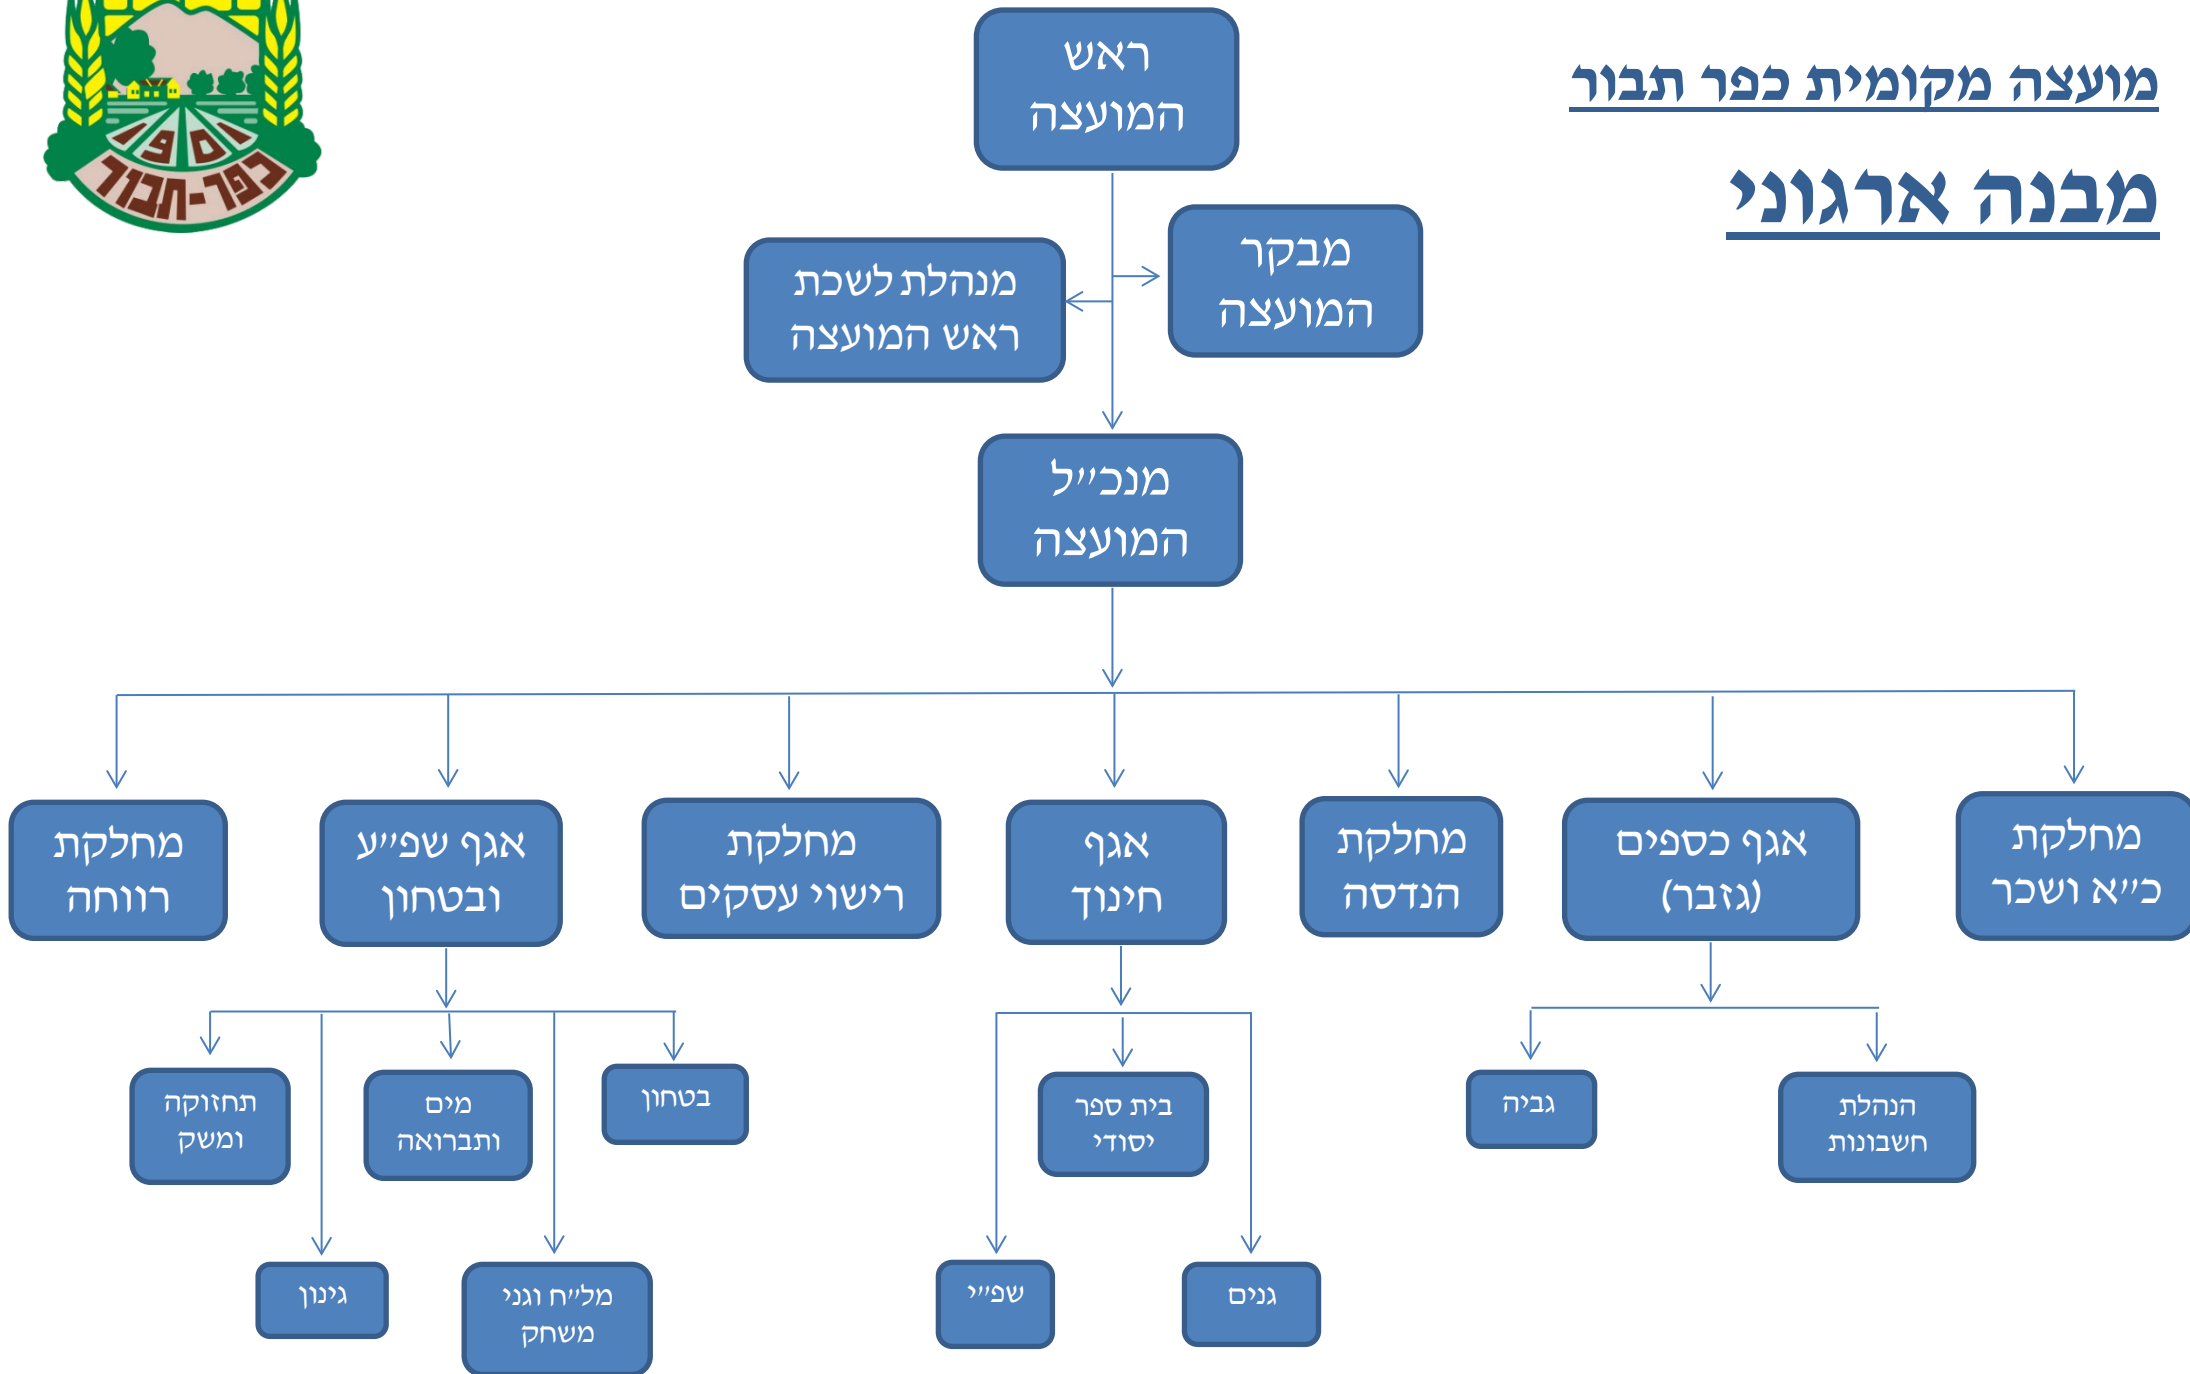 מועצה מקומית כפר תבור
מבנה ארגוני
ס פ
כפר-תבור
ראש
המועצה
מבקר
המועצה
מנהלת לשכת
ראש המועצה
מנכ״ל
המועצה
מחלקת
כ״א ושכר
אגף כספים
(גזבר)
מחלקת
הנדסה
אגף
חינוך
מחלקת
רישוי עסקים
אגף שפ״ע
ובטחון
מחלקת
רווחה
הנהלת
חשבונות
גביה
בית ספר
יסודי
גנים
שפ״י
בטחון
מים
ותברואה
תחזוקה
ומשק
מל״ח וגני
משחק
גינון